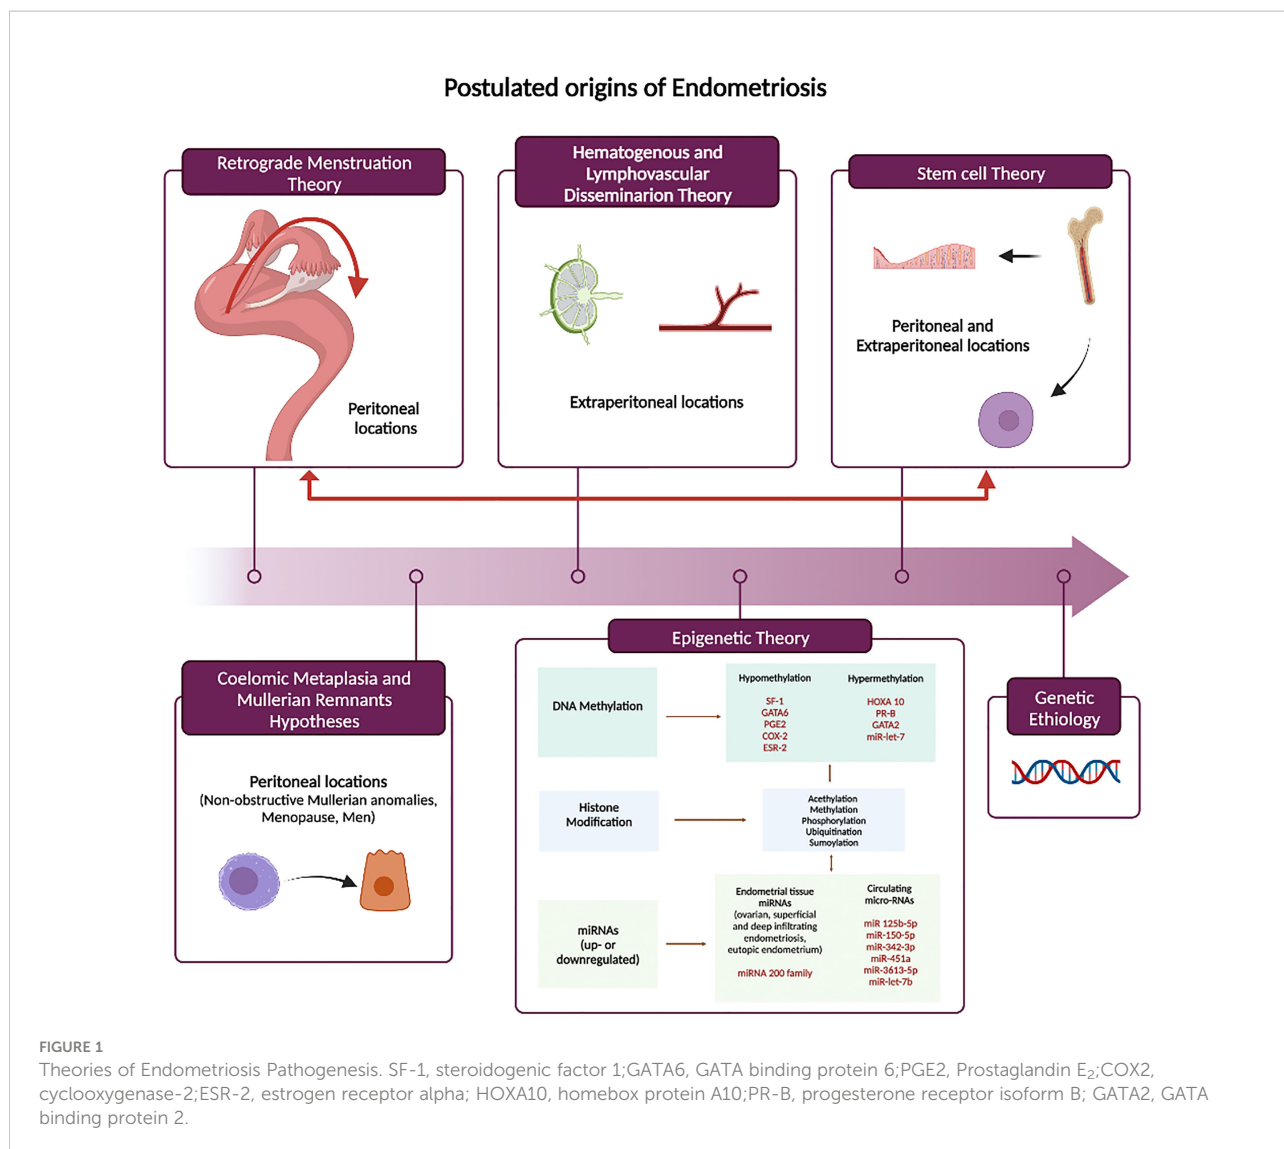 Postulated origins of Endometriosis
Retrograde Menstruation
Theory
Peritoneal
locations
Hematogenous and
Lymphovascular
Disseminarion Theory
Extraperitoneal locations
Stem cell Theory
Peritoneal and
Extraperitoneal locations
Coelomic Metaplasia and
Mullerian Remnants
Hypotheses
Peritoneal locations
(Non-obstructive Mullerian anomalies,
Menopause, Men)
Epigenetic Theory
DNA Methylation
Hypomethylation
SF-1
GATA6
PGE2
COX-2
ESR-2
Hypermethylation
HOXA 10
PR-B
GATA2
miR-let-7
Histone
Modification
Acethylation
Methylation
Phosphorylation
Ubiquitination
Sumoylation
miRNAs
(up- or
downregulated)
Endometrial tissue
miRNAs
(ovarian, superficial
and deep infiltrating
endometriosis,
eutopic endometrium)
miRNA 200 family
Circulating
micro-RNAs
miR 125b-5p
miR-150-5p
miR-342-3p
miR-451a
miR-3613-5p
miR-let-7b
Genetic
Ethiology
FIGURE 1
Theories of Endometriosis Pathogenesis. SF-1, steroidogenic factor 1;GATA6, GATA binding protein 6;PGE2, Prostaglandin E₂;COX2,
cyclooxygenase-2;ESR-2, estrogen receptor alpha; HOXA10, homebox protein A10;PR-B, progesterone receptor isoform B; GATA2, GATA
binding protein 2.